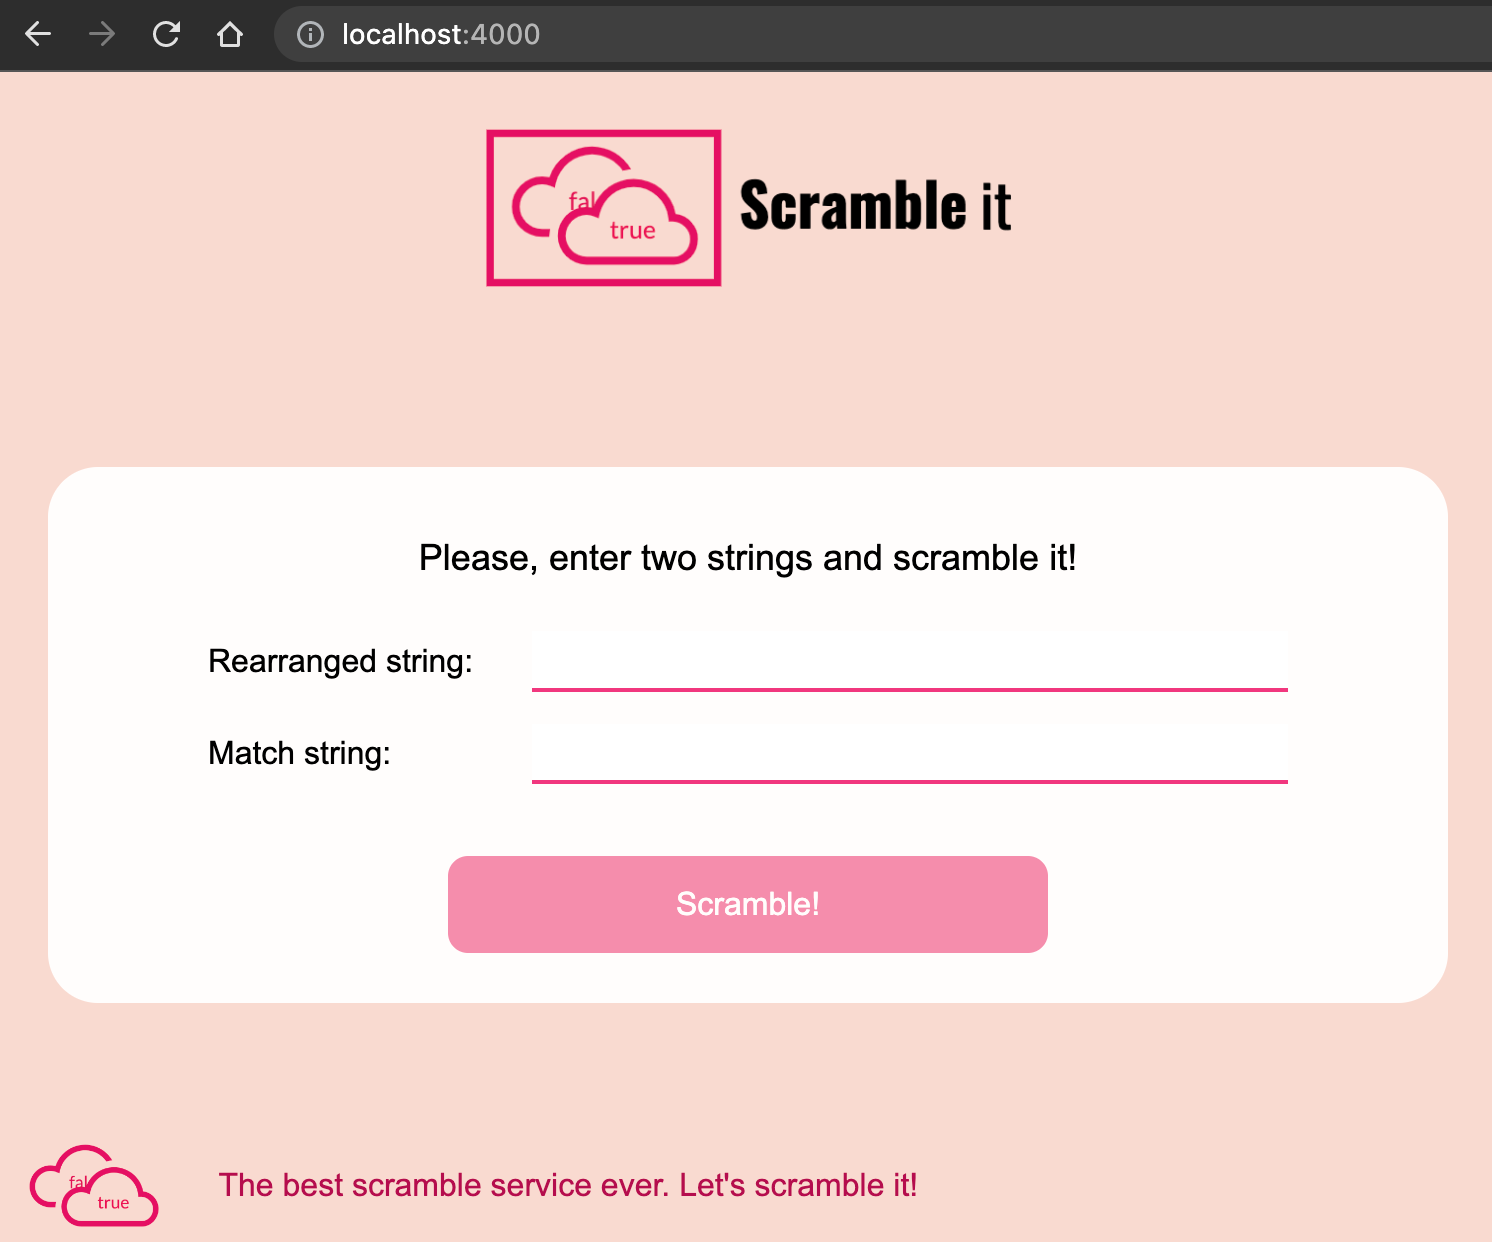 localhost:4000
fal
true
Scramble it
Please, enter two strings and scramble it!
Rearranged string:
Match string:
Scramble!
fal
true
The best scramble service ever. Let's scramble it!